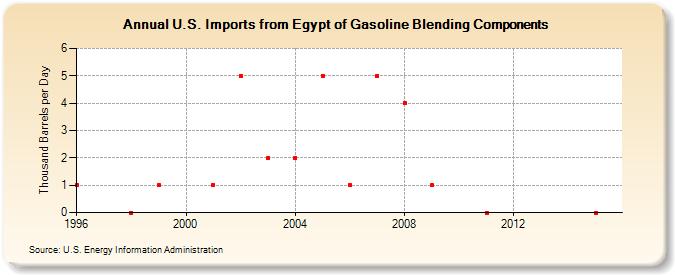 Annual U.S. Imports from Egypt of Gasoline Blending Components
Thousand Barrels per Day
6
5
4
3
2
1
0
1996 2000 2004 2008 2012
Source: U.S. Energy Information Administration